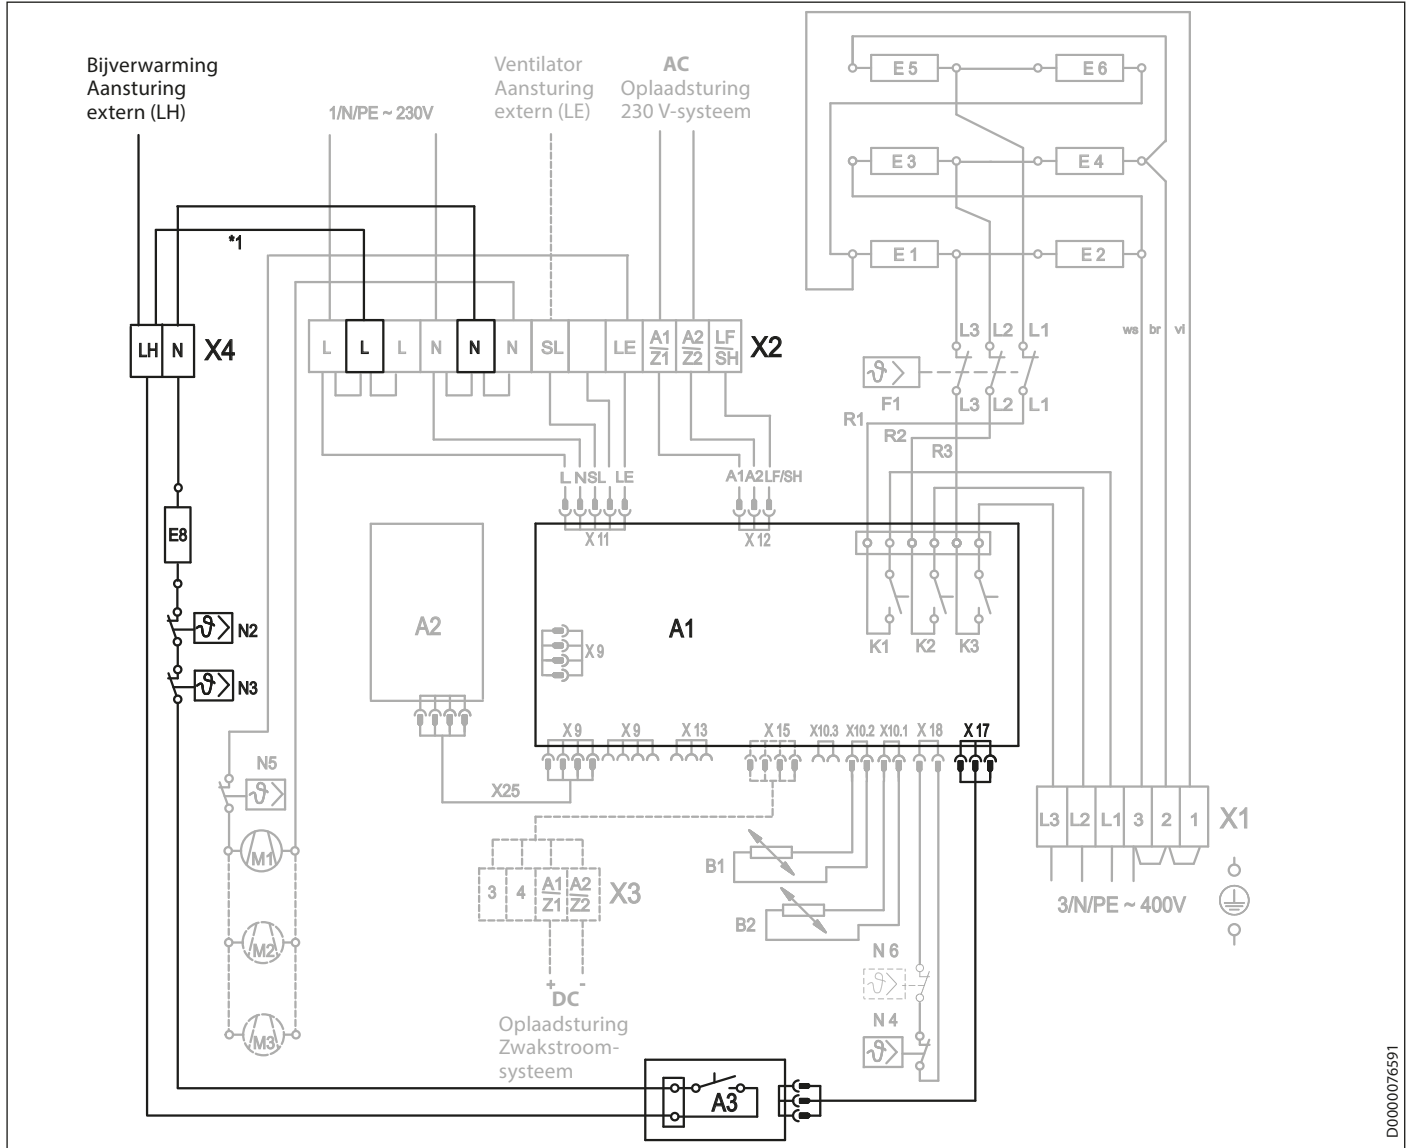 Bijverwarming
Aansturing
extern (LH)
1/N/PE ~ 230V
Ventilator
Aansturing
extern (LE)
AC
Oplaadsturing
230 V-systeem
E 5
E 6
E 3
E 4
E 1
E 2
*1
LH N X4
L L L N N N SL LE A1/Z1 A2/Z2 LF/SH X2
ws br vi
L3 L2 L1
F1
L3 L2 L1
R1
R2
R3
L N SL LE
A1 A2 LF/SH
X 11
X 12
E8
N2
N3
A2
A1
X 9
K1 K2 K3
X 9 X 9 X 13 X 15 X10.3 X10.2 X10.1 X 18 X 17
X25
N5
M1
M2
M3
3 4 A1/Z1 A2/Z2 X3
+ -
DC
Oplaadsturing
Zwakstroom-
systeem
B1
B2
N 6
N 4
L3 L2 L1 3 2 1 X1
3/N/PE ~ 400V
A3
D0000076591